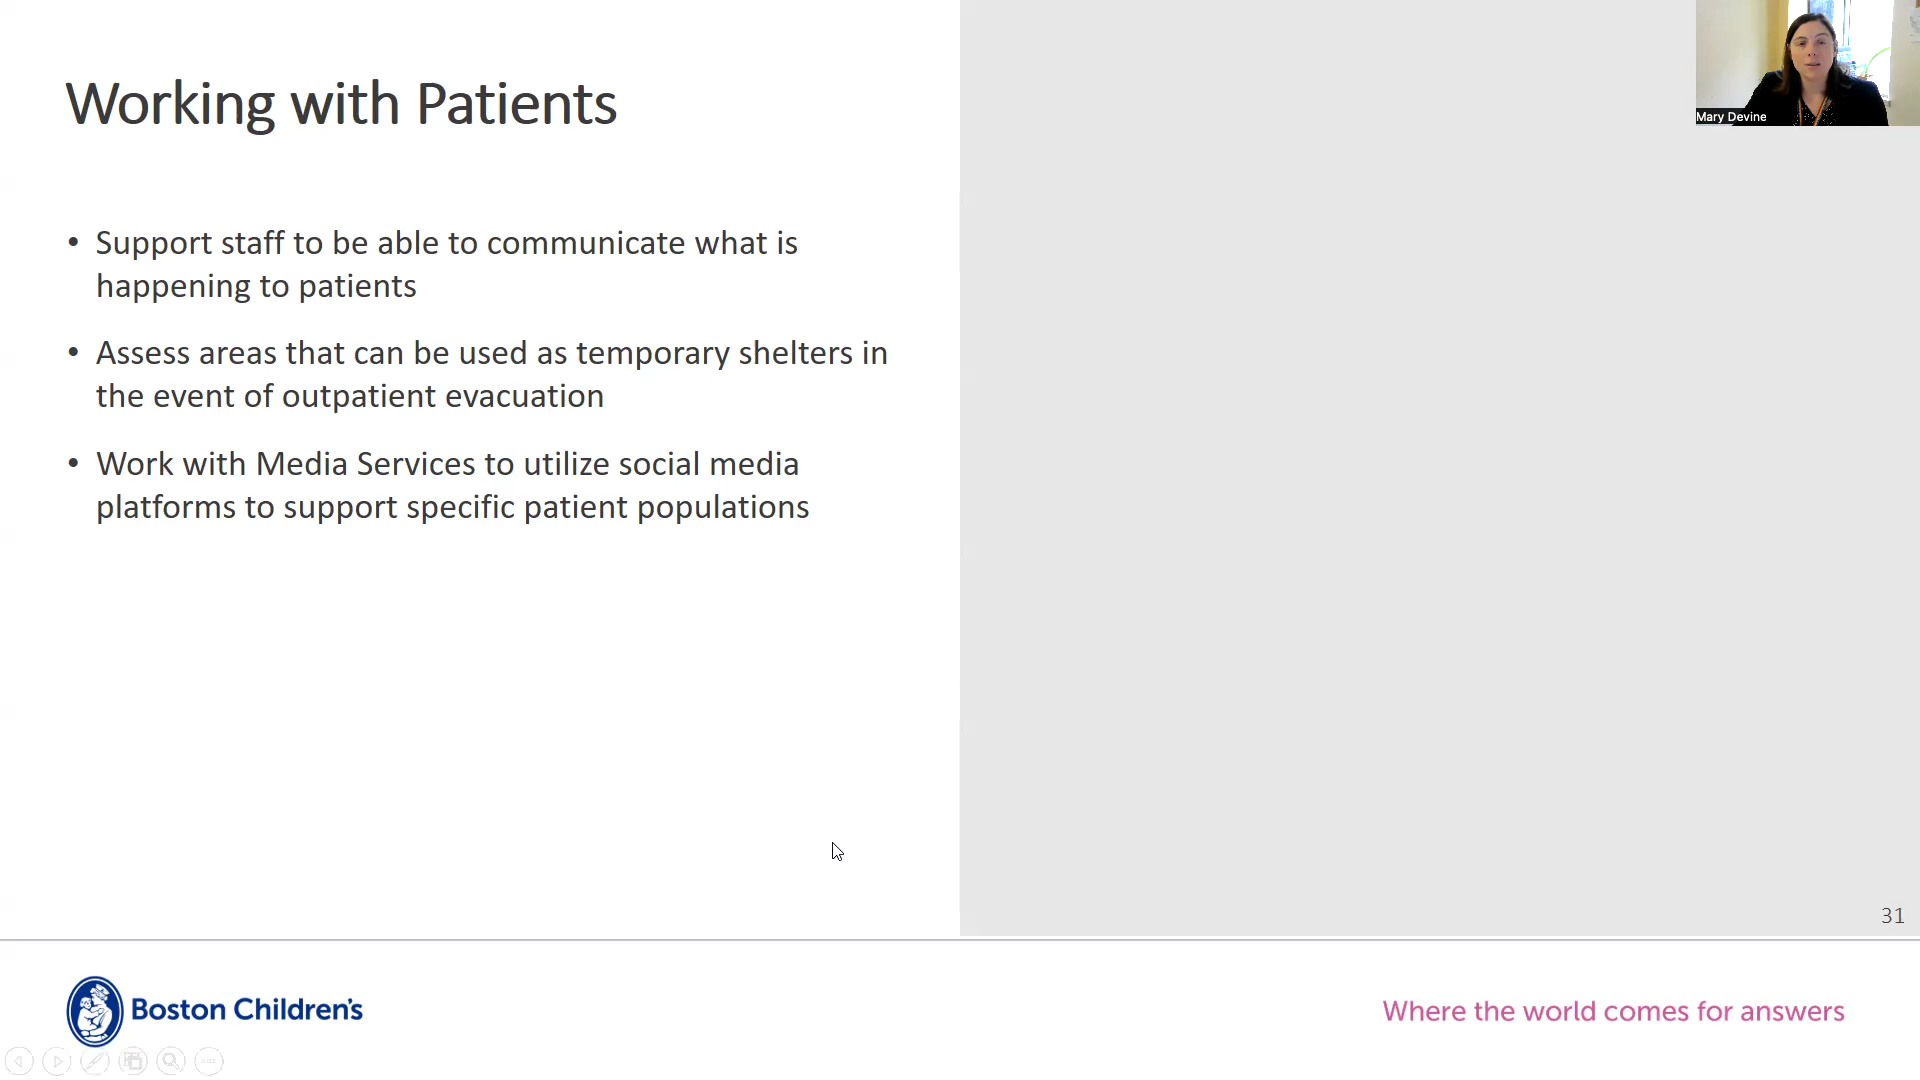 Working with Patients
Mary Devine
• Support staff to be able to communicate what is
happening to patients
• Assess areas that can be used as temporary shelters in
the event of outpatient evacuation
• Work with Media Services to utilize social media
platforms to support specific patient populations
31
Boston Children's
Where the world comes for answers